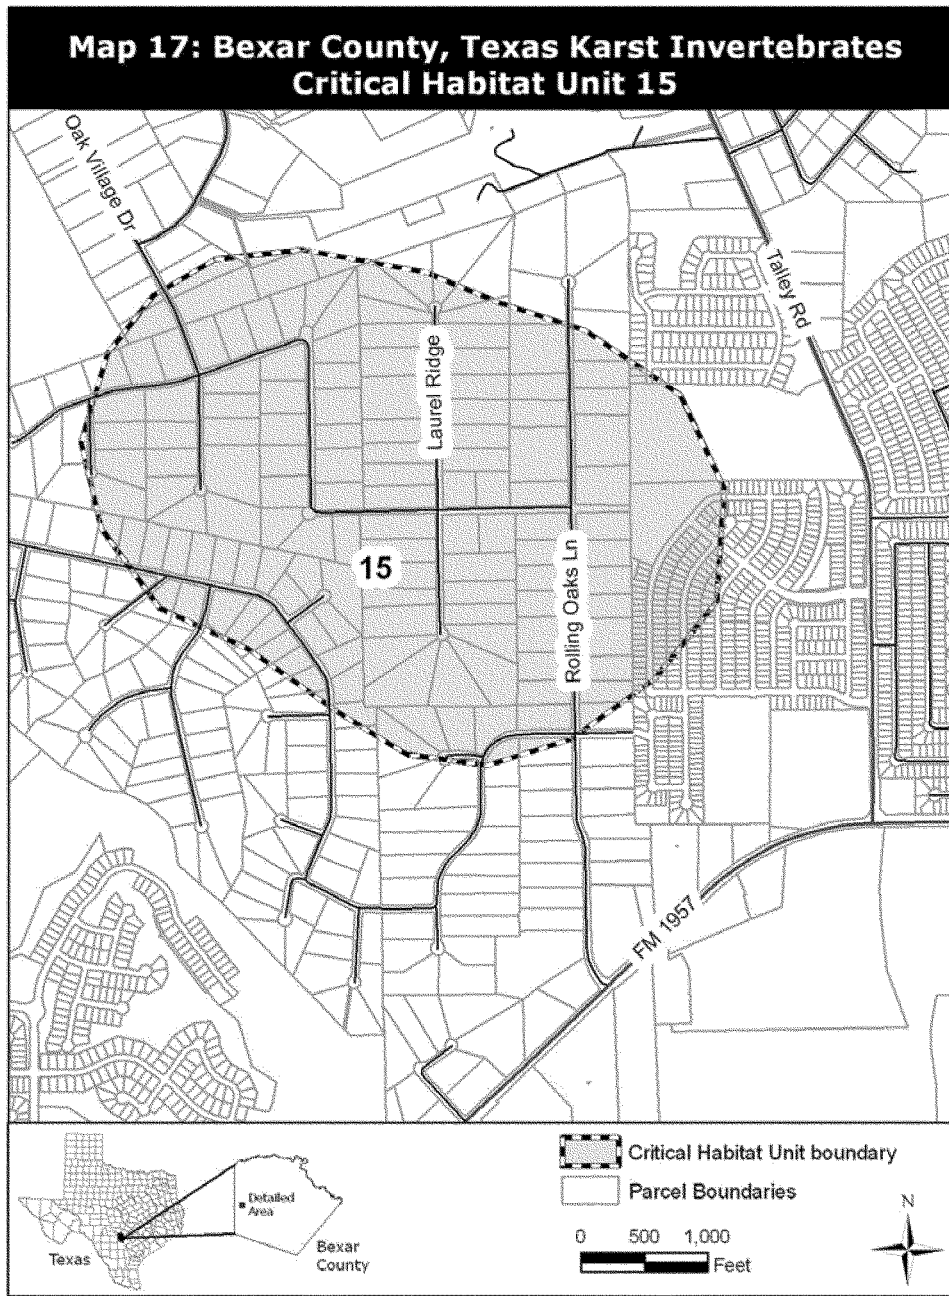 Map 17: Bexar County, Texas Karst Invertebrates
Critical Habitat Unit 15
Oak Village Dr
Talley Rd
Laurel Ridge
15
Rolling Oaks Ln
FM 1957
Texas
Detailed
Area
Bexar
County
Critical Habitat Unit boundary
Parcel Boundaries
0 500 1,000
Feet
N